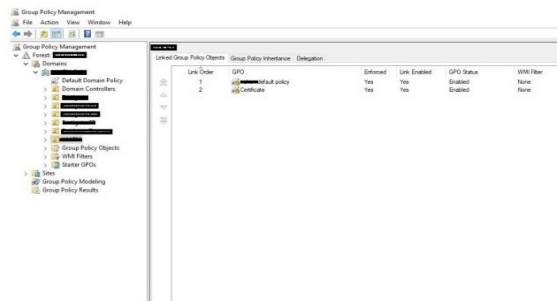 Group Policy Management
File Action View Window Help
Group Policy Management
Forest:
Domains
Default Domain Policy
Domain Controllers
Group Policy Objects
WMI Filters
Starter GPOs
Sites
Group Policy Modeling
Group Policy Results
Linked Group Policy Objects Group Policy Inheritance Delegation
Link Order GPO Enforced Link Enabled GPO Status WMI Filter
1 default policy Yes Yes Enabled None
2 Certificate Yes Yes Enabled None